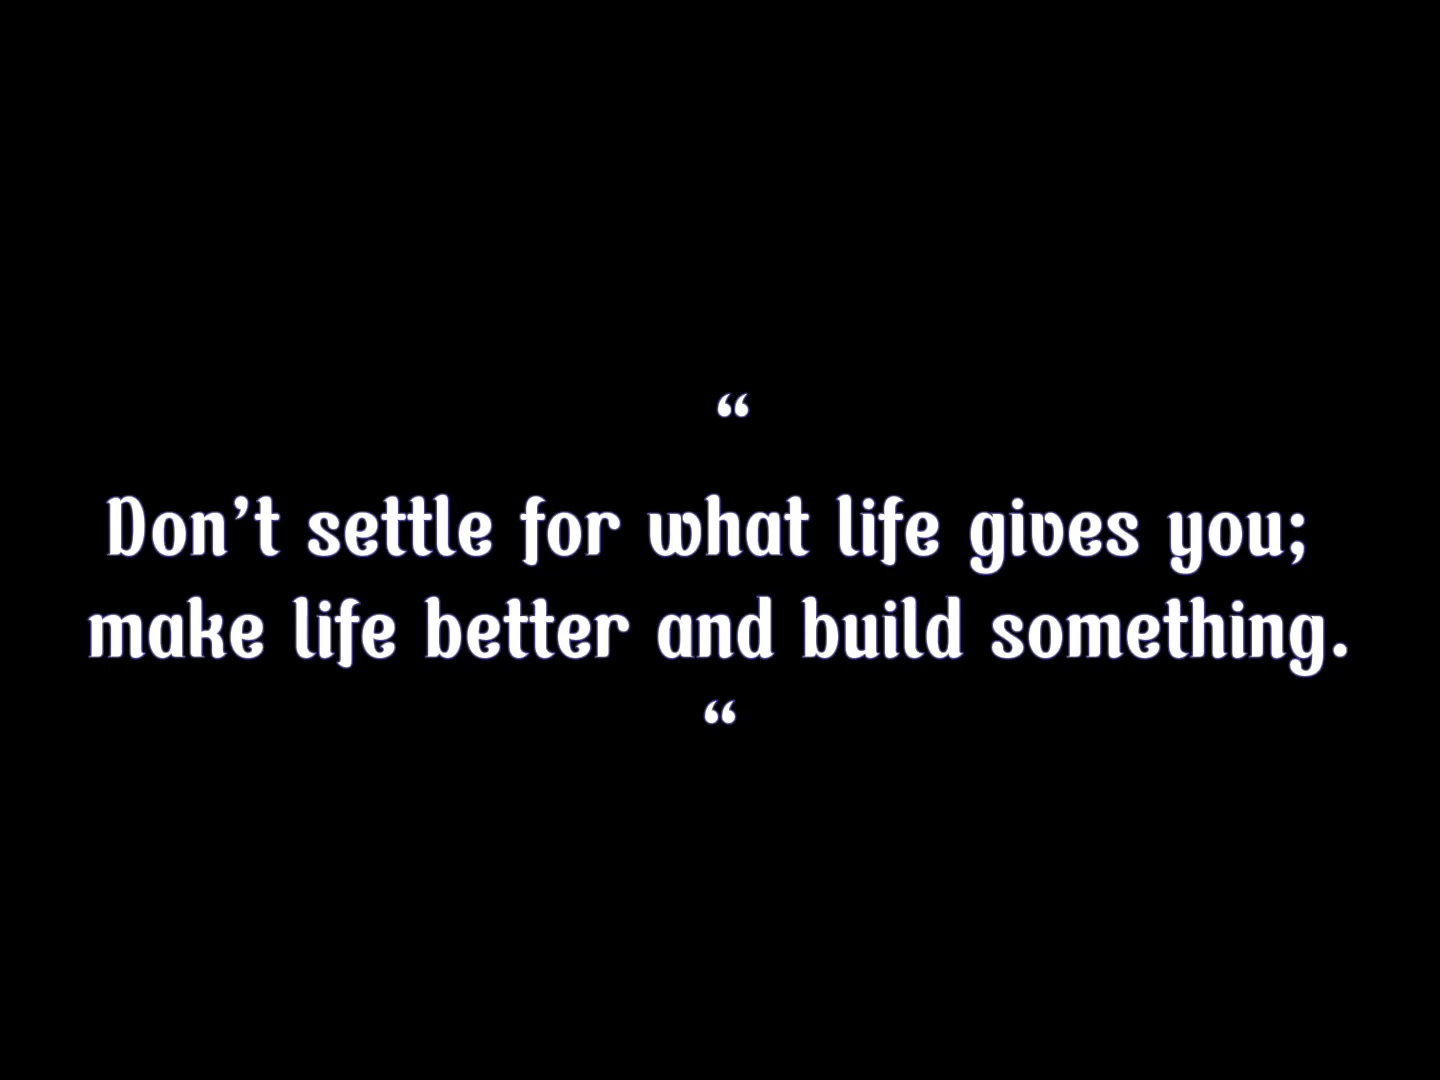 “
Don’t settle for what life gives you;
make life better and build something.
“